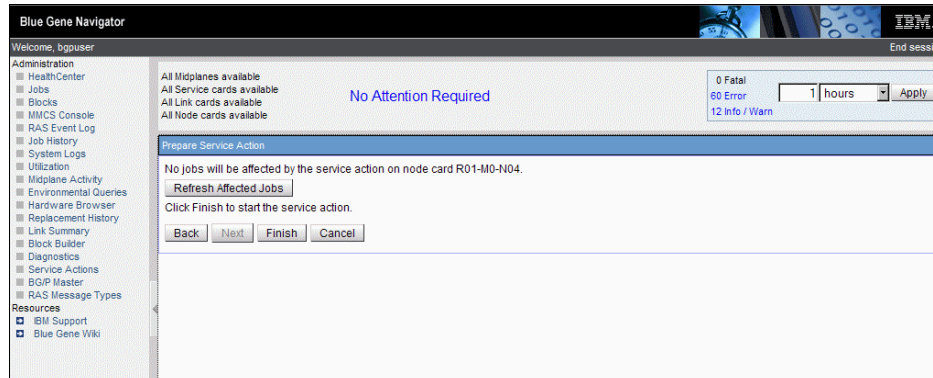 Blue Gene Navigator
IBM.
Welcome, bgpuser
End sessi
Administration
HealthCenter
Jobs
Blocks
MMCS Console
RAS Event Log
Job History
System Logs
Utilization
Midplane Activity
Environmental Queries
Hardware Browser
Replacement History
Link Summary
Block Builder
Diagnostics
Service Actions
BG/P Master
RAS Message Types
Resources
IBM Support
Blue Gene Wiki
All Midplanes available
All Service cards available
All Link cards available
All Node cards available
No Attention Required
0 Fatal
60 Error
12 Info / Warn
1 hours Apply
Prepare Service Action
No jobs will be affected by the service action on node card R01-M0-N04.
Refresh Affected Jobs
Click Finish to start the service action.
Back Next Finish Cancel